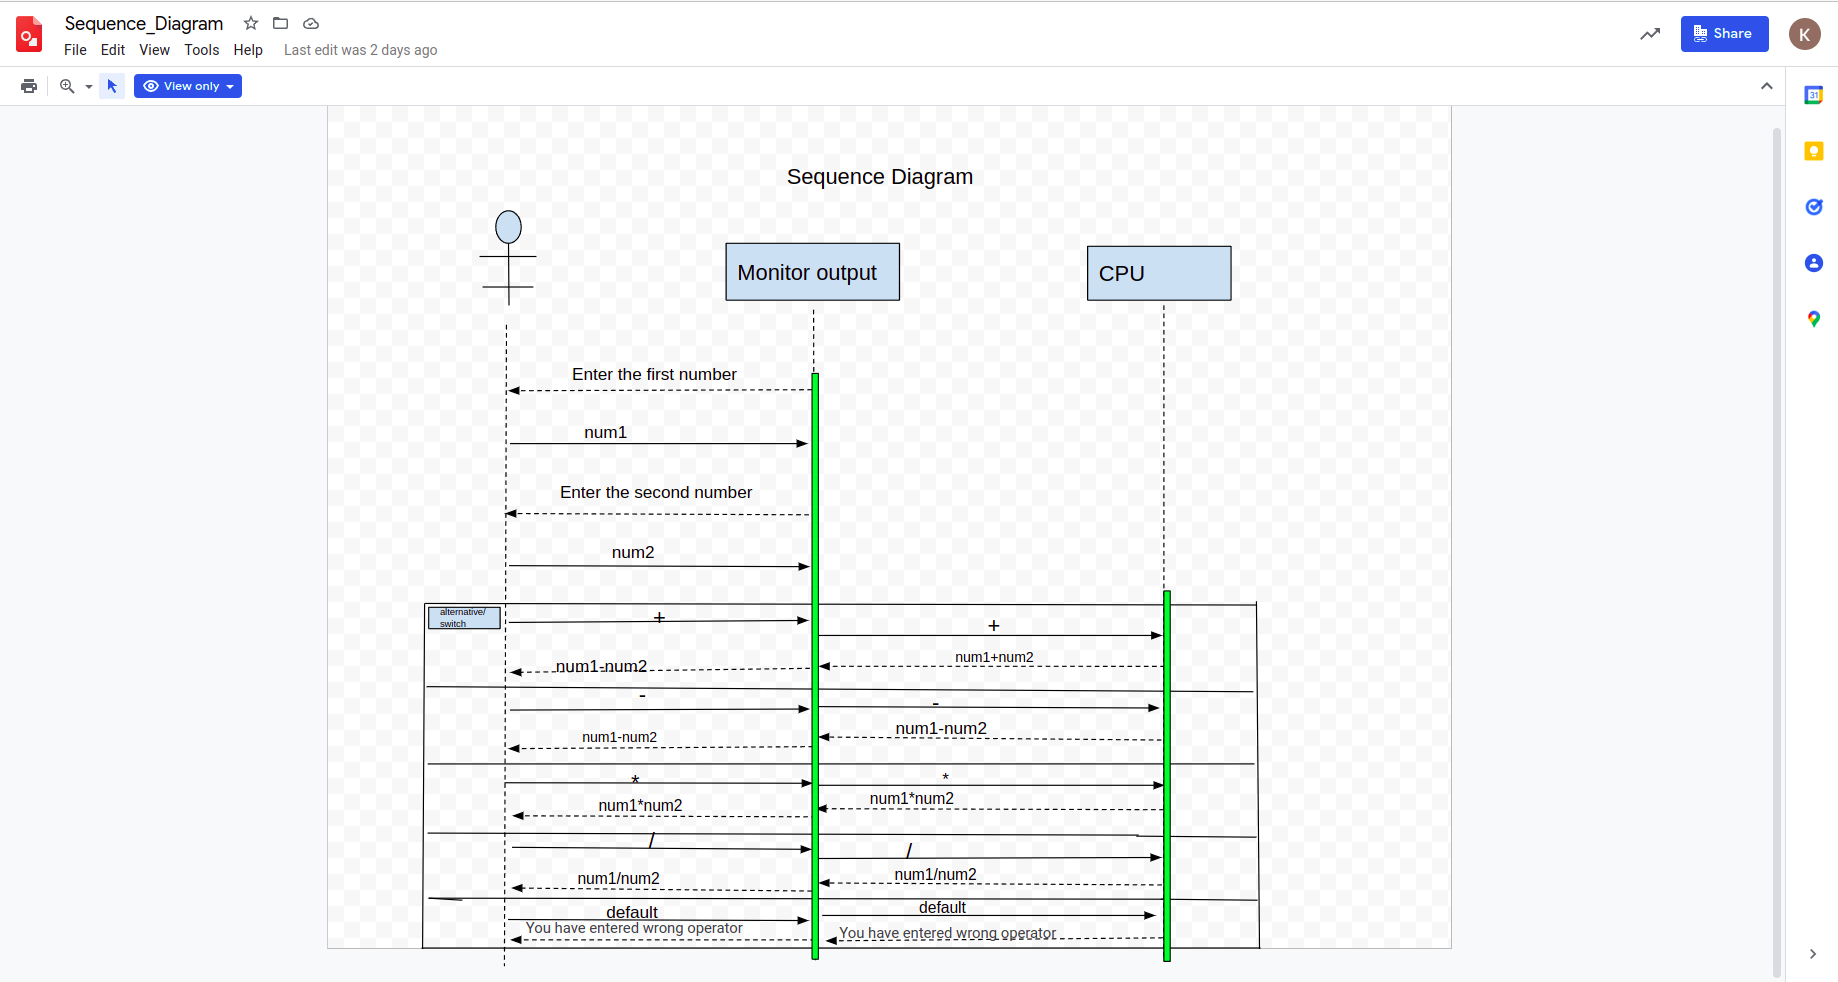 Sequence_Diagram
File Edit View Tools Help Last edit was 2 days ago
Share
K
View only
31
Sequence Diagram
Monitor output
CPU
Enter the first number
num1
Enter the second number
num2
alternative/
switch
+
+
num1+num2
num1-num2
-
-
num1-num2
num1-num2
*
*
num1*num2
num1*num2
/
/
num1/num2
num1/num2
default
default
You have entered wrong operator
You have entered wrong operator